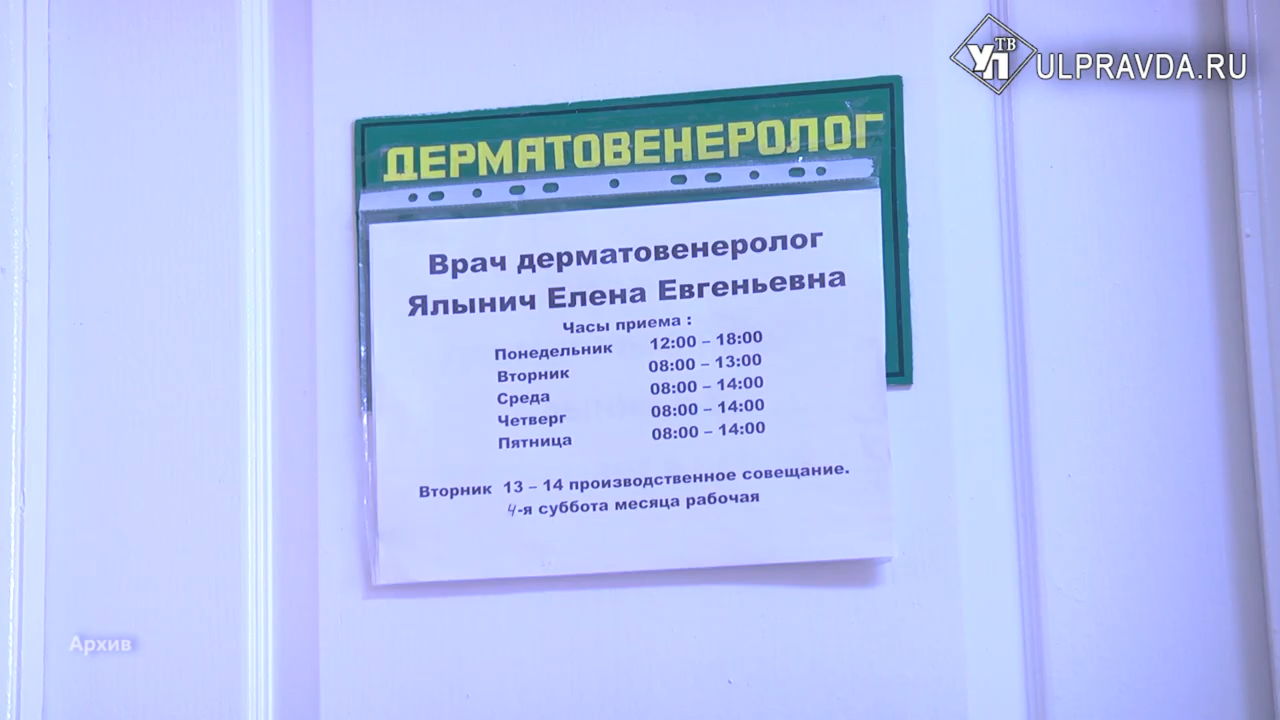 УП ТВ ULPRAVDA.RU
ДЕРМАТОВЕНЕРОЛОГ
Врач дерматовенеролог
Ялынич Елена Евгеньевна
Часы приема :
Понедельник 12:00 – 18:00
Вторник 08:00 – 13:00
Среда 08:00 – 14:00
Четверг 08:00 – 14:00
Пятница 08:00 – 14:00
Вторник 13 – 14 производственное совещание.
4-я суббота месяца рабочая
Архив